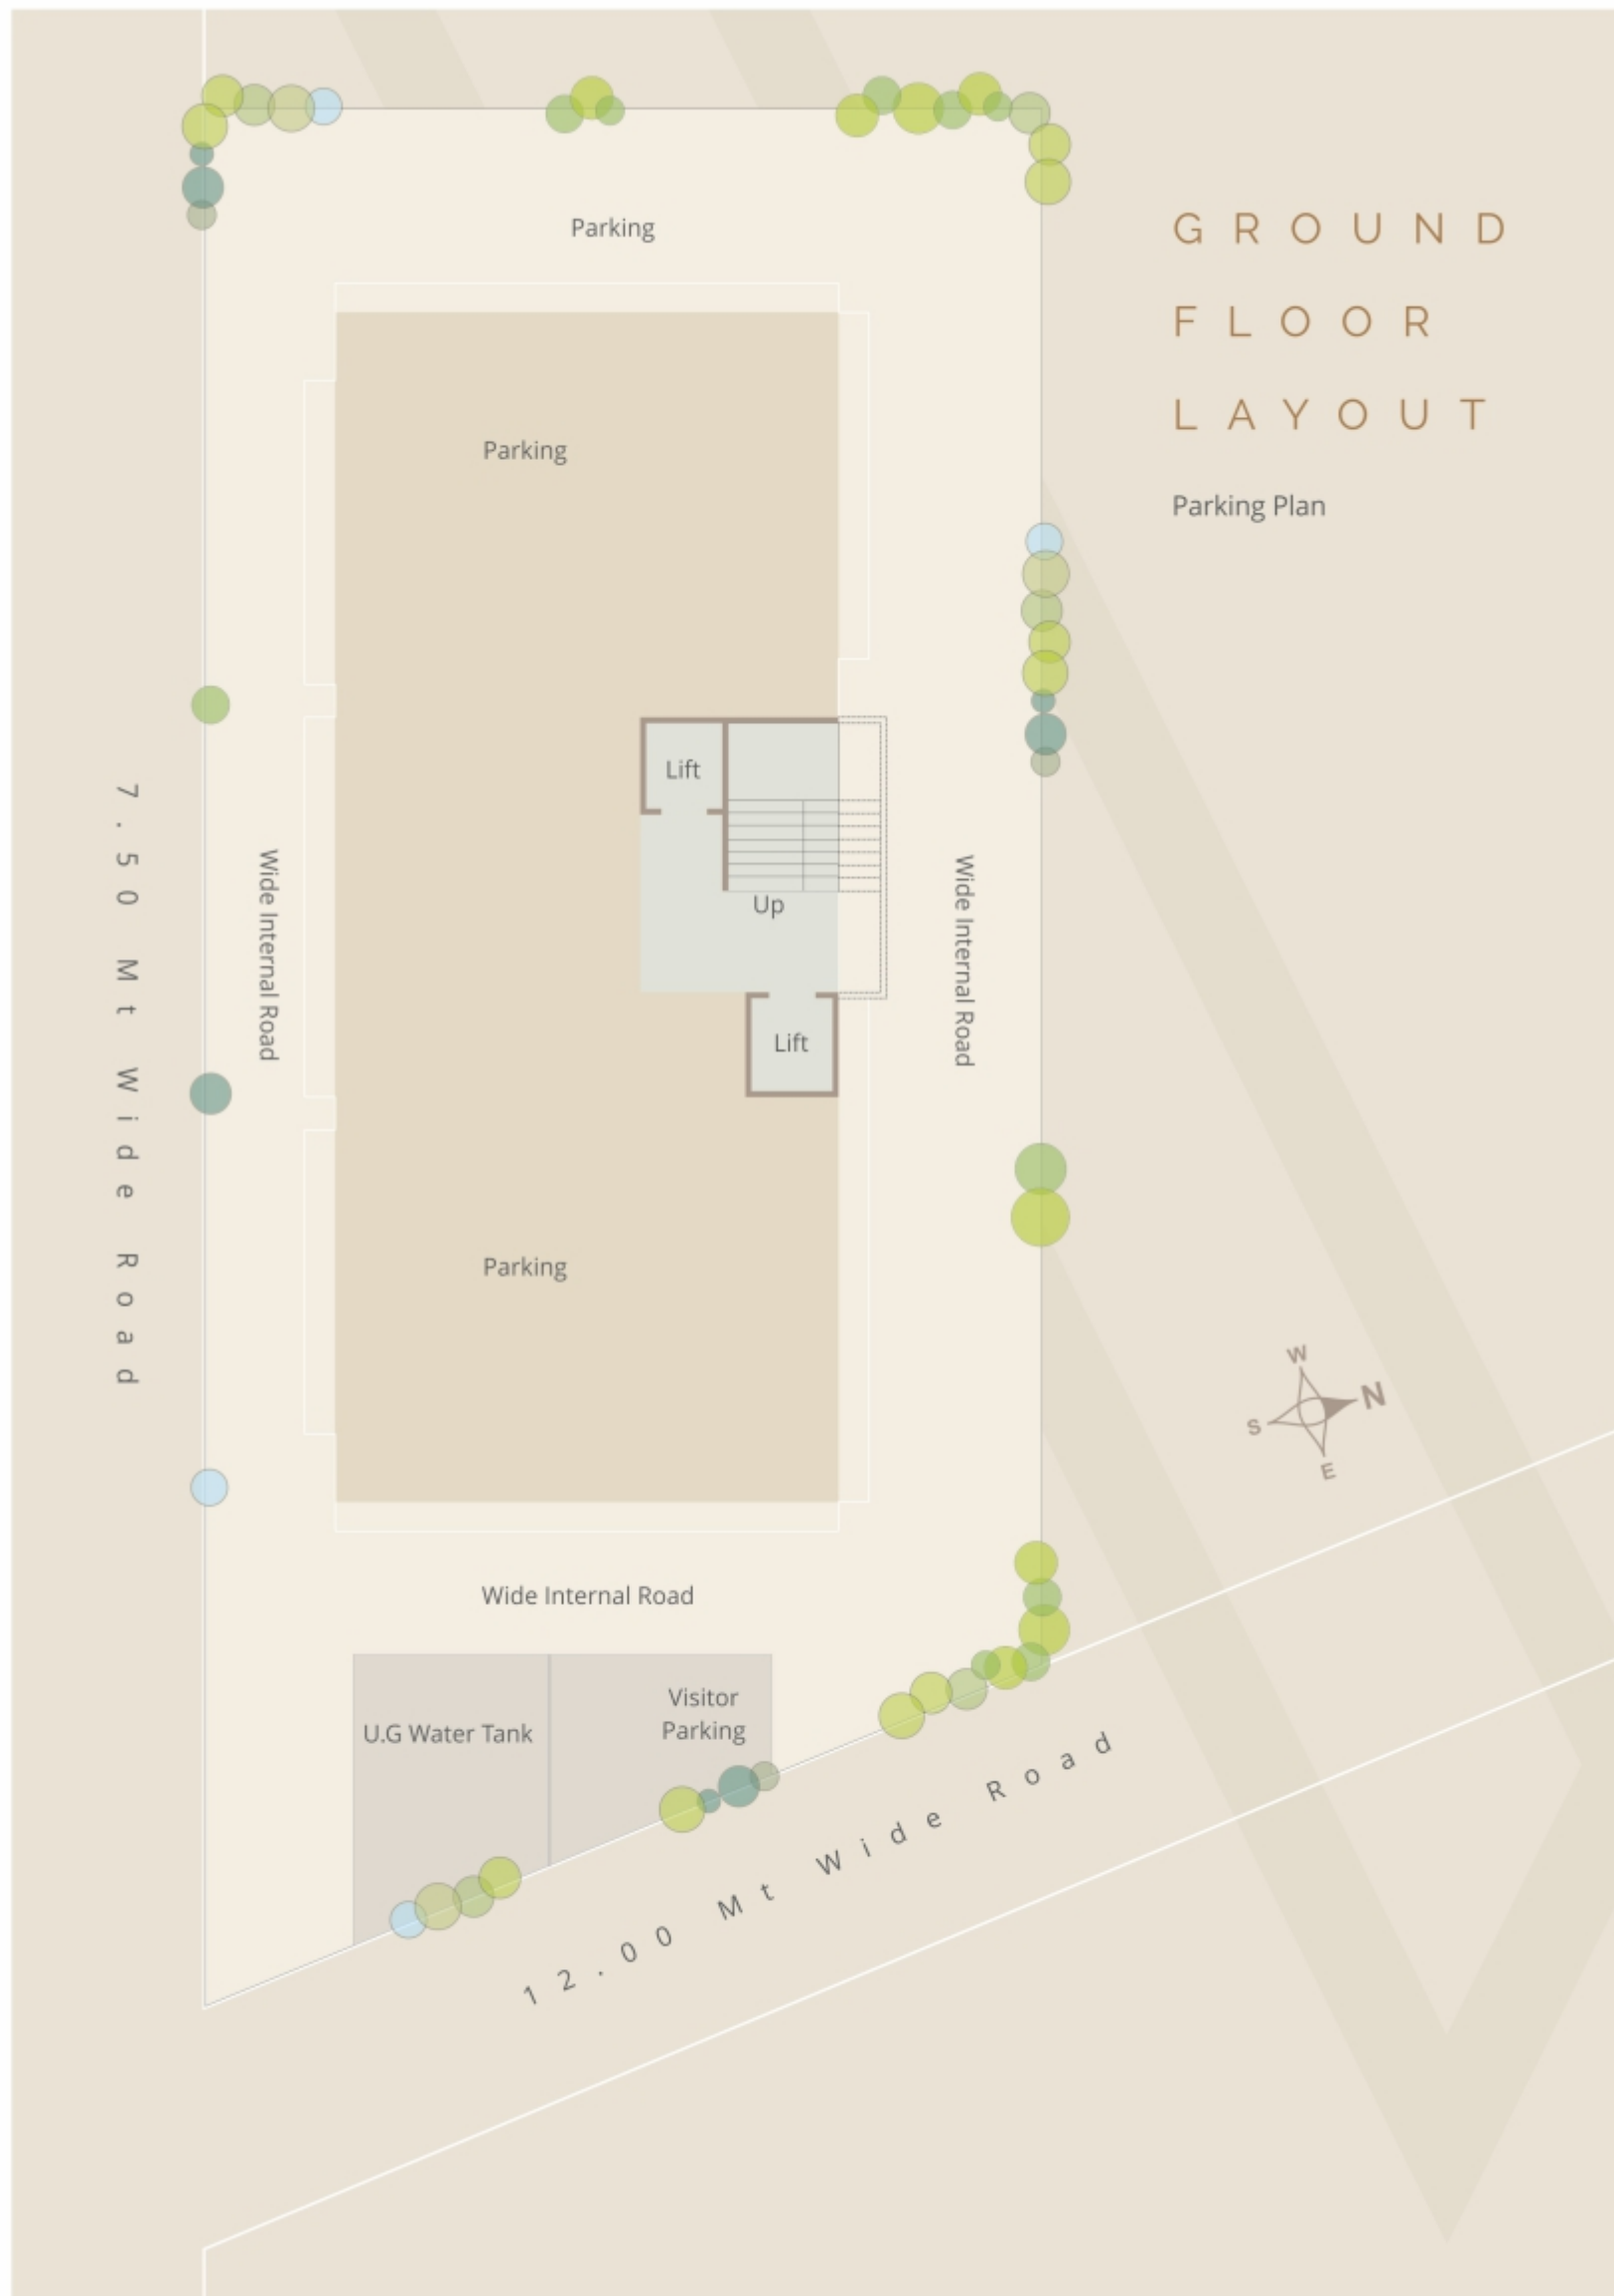 GROUND
FLOOR
LAYOUT
Parking Plan
Parking
Parking
Lift
Up
Lift
Wide Internal Road
Wide Internal Road
7.50 Mt Wide Road
Parking
W
N
S
E
Wide Internal Road
Visitor
Parking
U.G Water Tank
12.00 Mt Wide Road